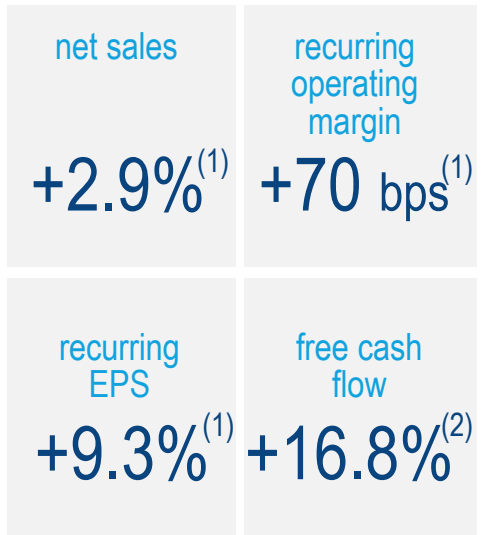 net sales
+2.9%(1)
recurring
operating
margin
+70 bps(1)
recurring
EPS
+9.3%(1)
free cash
flow
+16.8%(2)